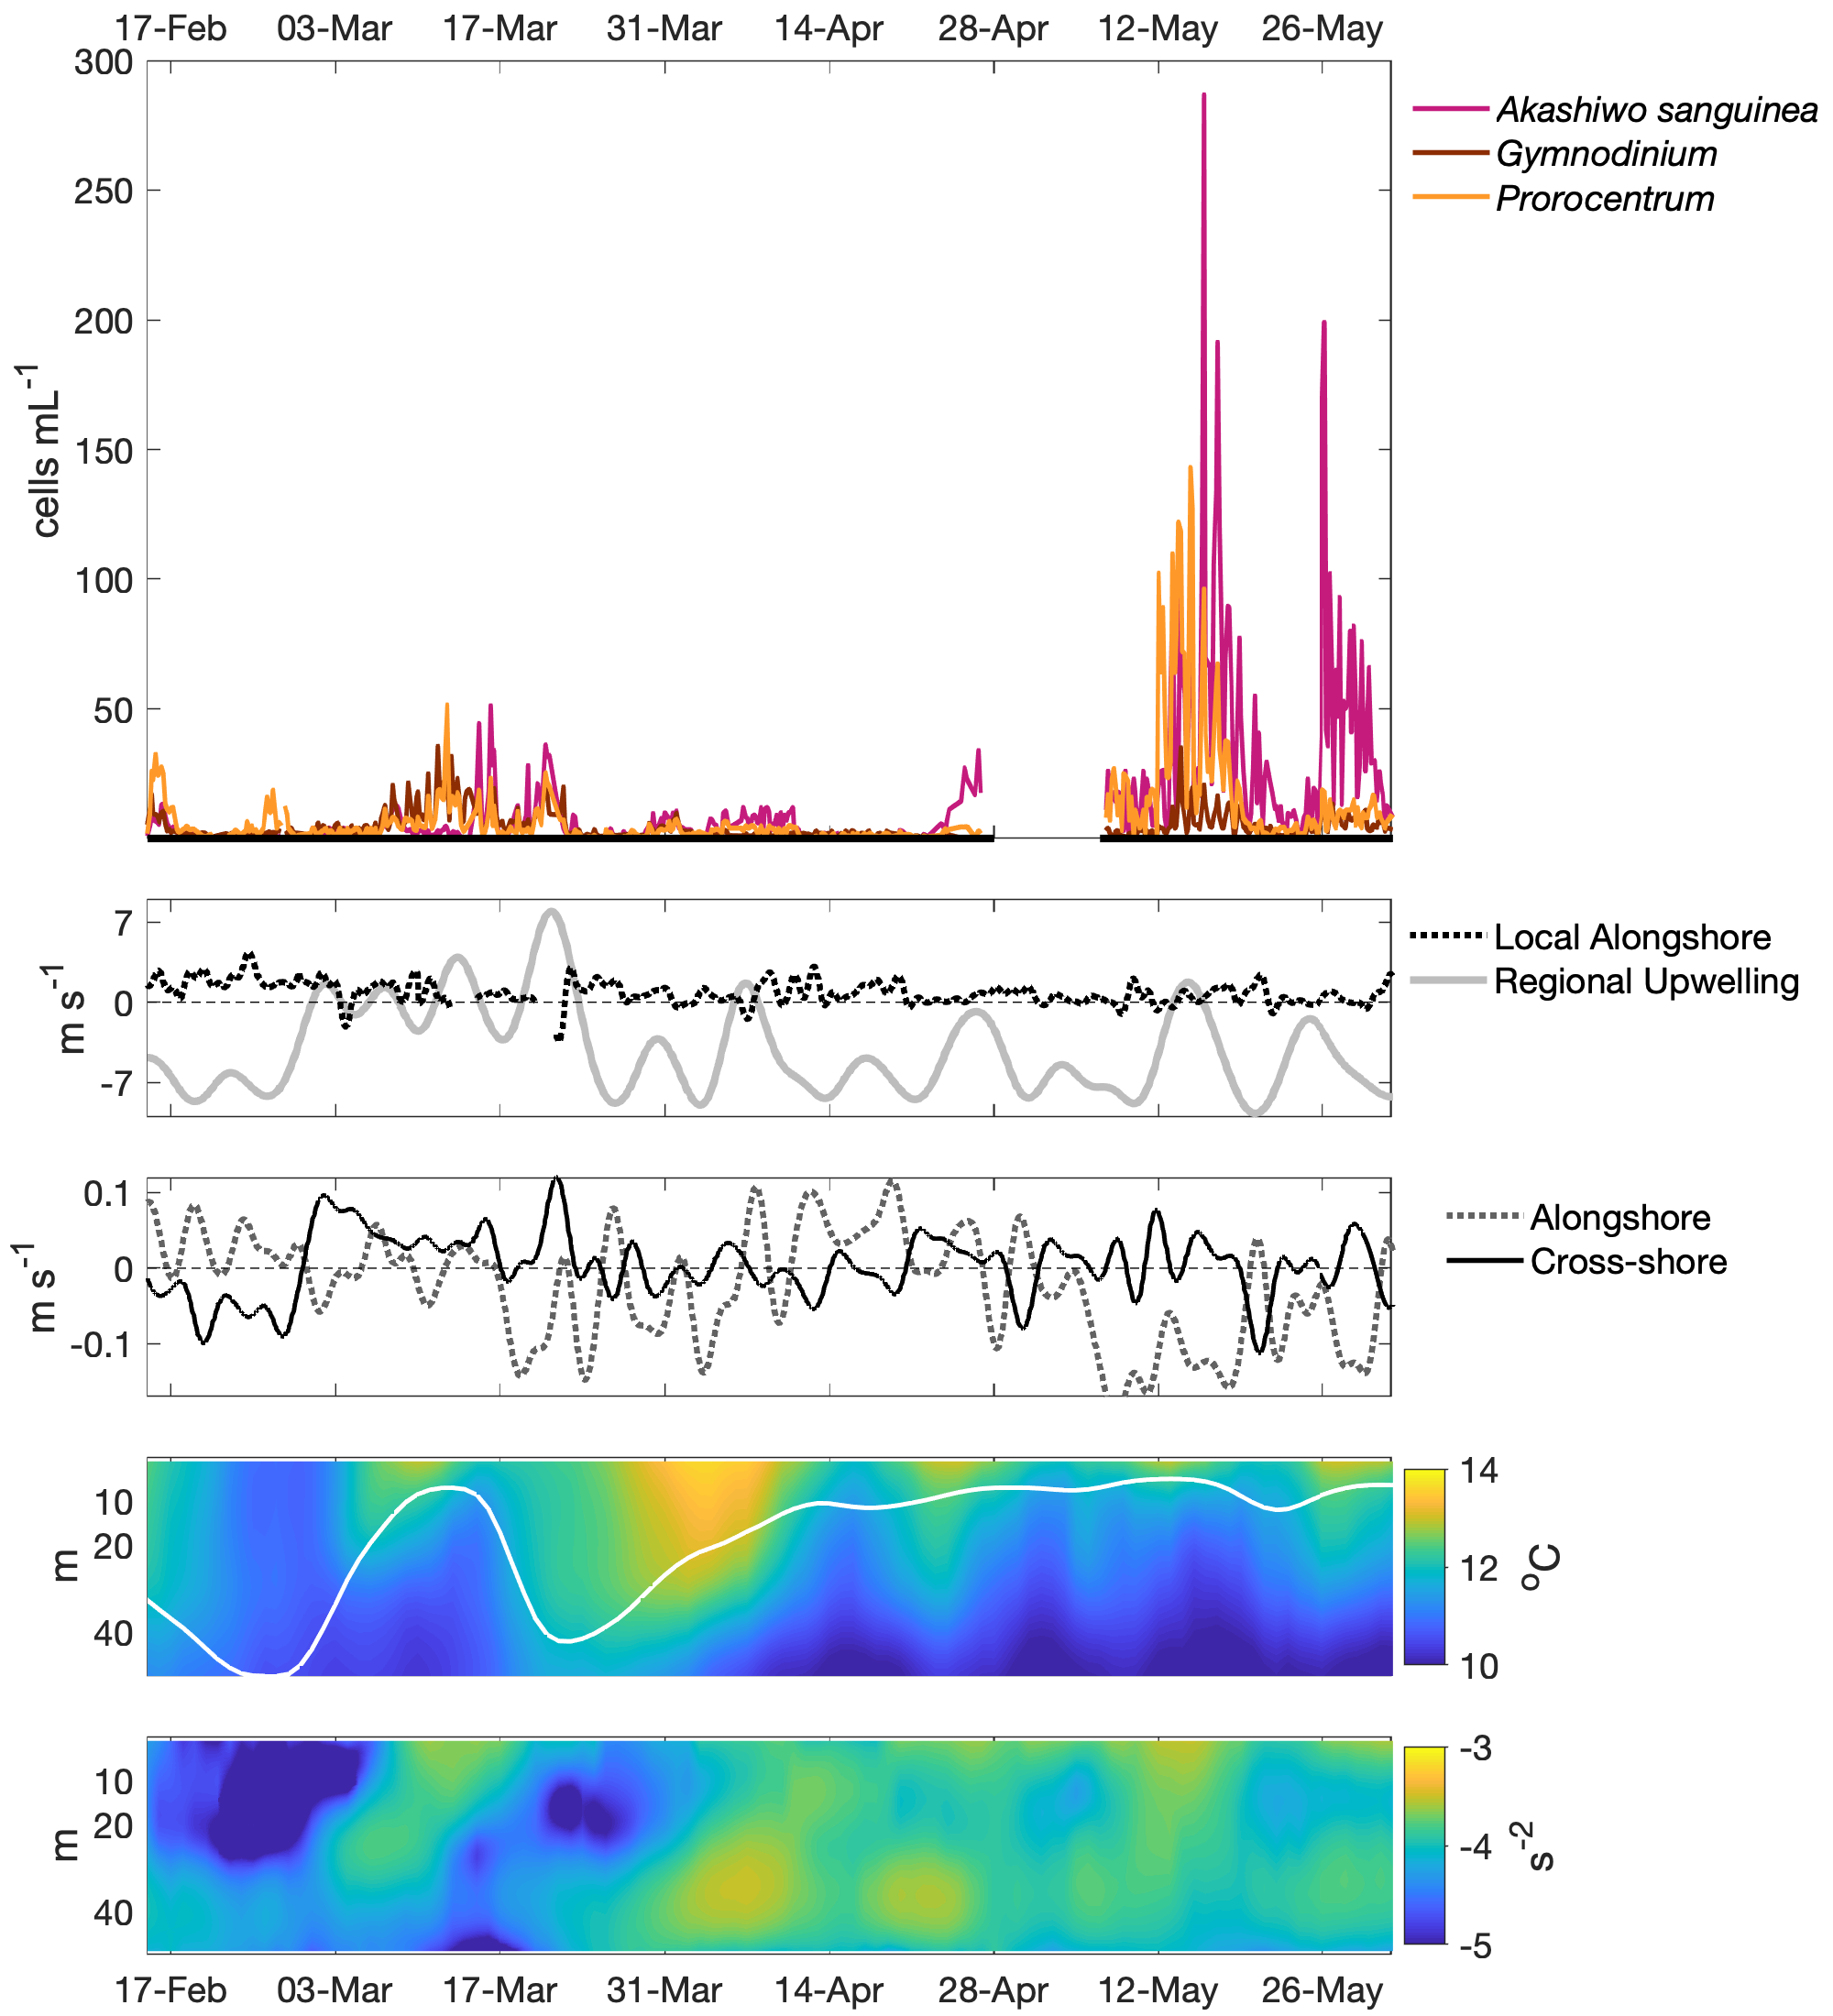 17-Feb 03-Mar 17-Mar 31-Mar 14-Apr 28-Apr 12-May 26-May
300
250
200
150
100
50
cells mL-1
Akashiwo sanguinea
Gymnodinium
Prorocentrum
7
0
-7
m s-1
Local Alongshore
Regional Upwelling
0.1
0
-0.1
m s-1
Alongshore
Cross-shore
10
20
40
m
14
12
10
oC
10
20
40
m
-3
-4
-5
s-2
17-Feb 03-Mar 17-Mar 31-Mar 14-Apr 28-Apr 12-May 26-May